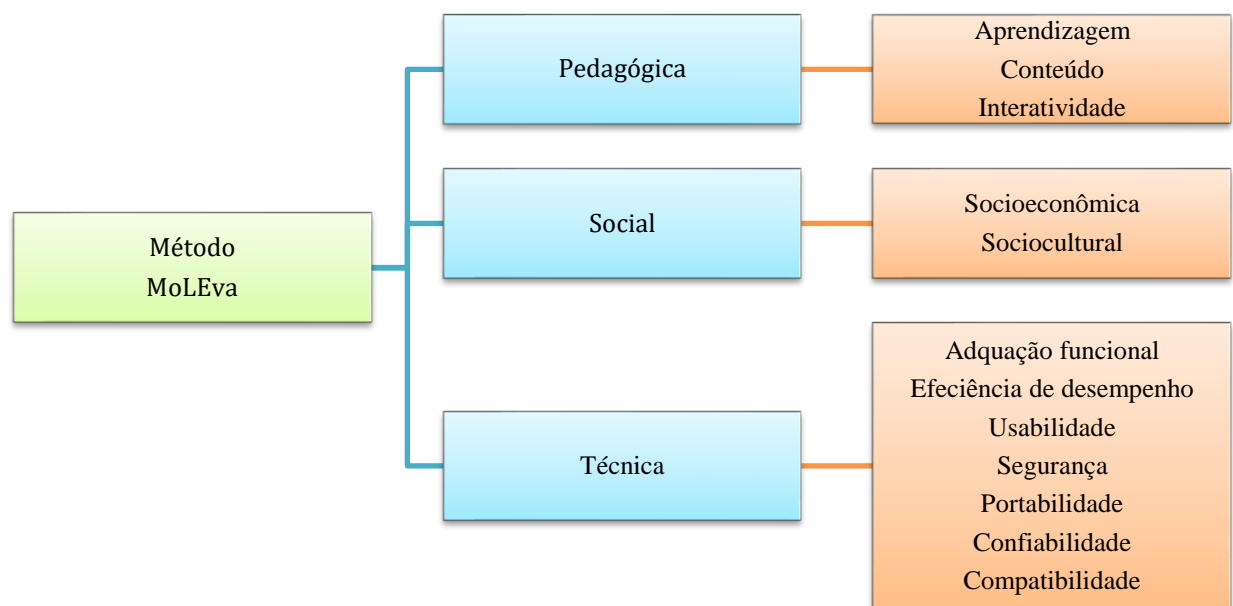 Método
MoLEva
Pedagógica
Aprendizagem
Conteúdo
Interatividade
Social
Socioeconômica
Sociocultural
Técnica
Adquação funcional
Efeciência de desempenho
Usabilidade
Segurança
Portabilidade
Confiabilidade
Compatibilidade